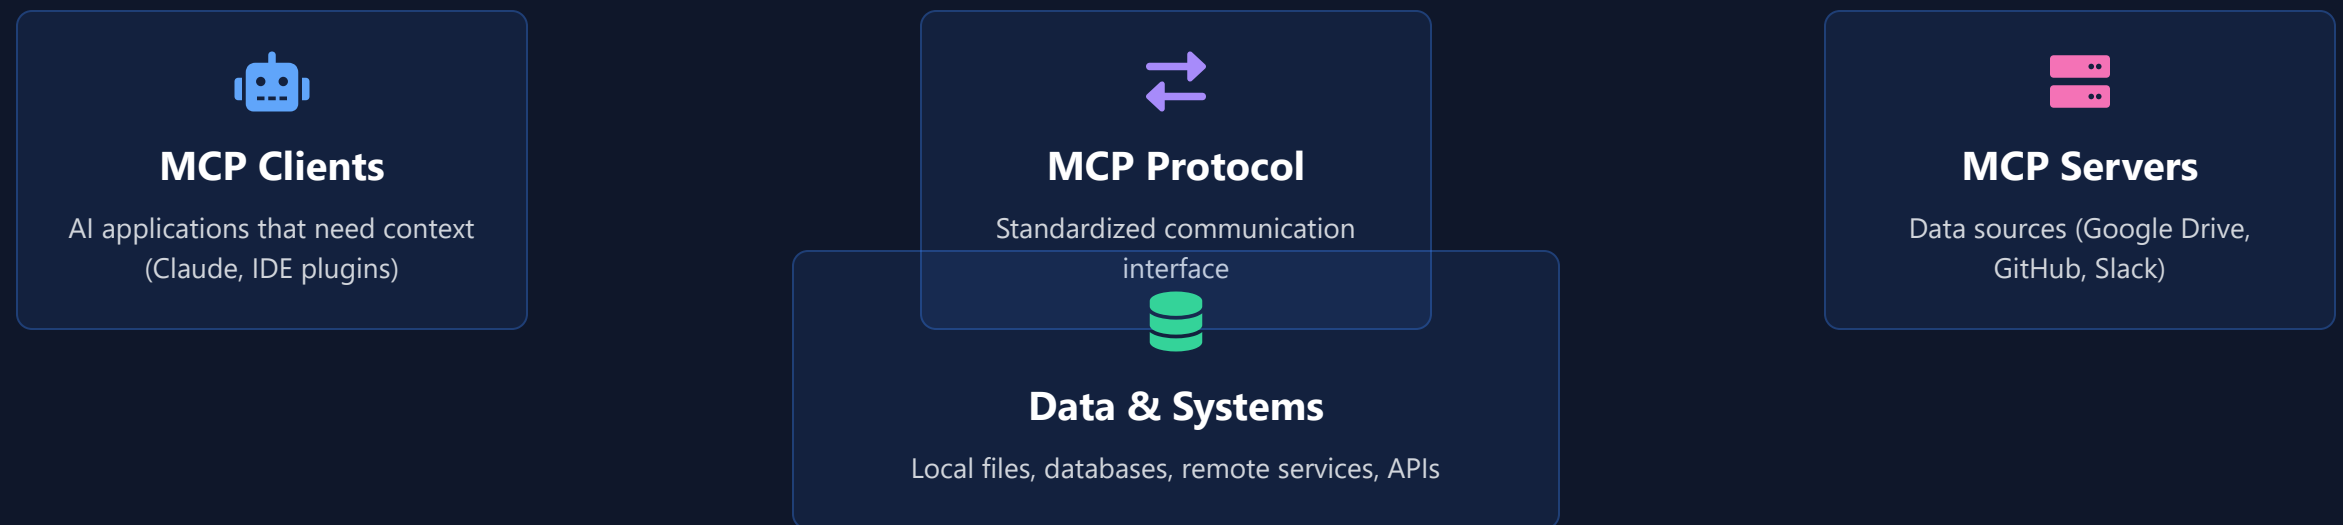 MCP Clients
AI applications that need context
(Claude, IDE plugins)
MCP Protocol
Standardized communication
interface
MCP Servers
Data sources (Google Drive,
GitHub, Slack)
Data & Systems
Local files, databases, remote services, APIs